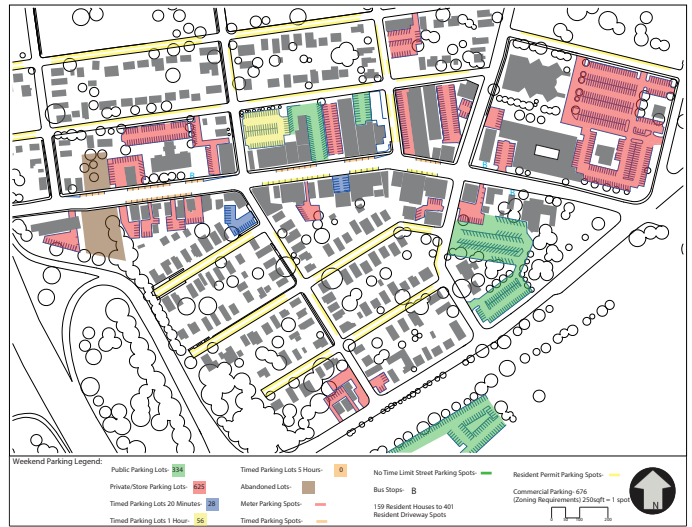 B
B
B
Weekend Parking Legend:
Public Parking Lots- 334
Private/Store Parking Lots- 625
Timed Parking Lots 20 Minutes- 28
Timed Parking Lots 1 Hour- 56
Timed Parking Lots 5 Hours- 0
Abandoned Lots-
Meter Parking Spots-
Timed Parking Spots-
No Time Limit Street Parking Spots-
Bus Stops- B
159 Resident Houses to 401
Resident Driveway Spots
Resident Permit Parking Spots-
Commercial Parking- 676
(Zoning Requirements) 250sqft = 1 spot
0 50 100 200
N